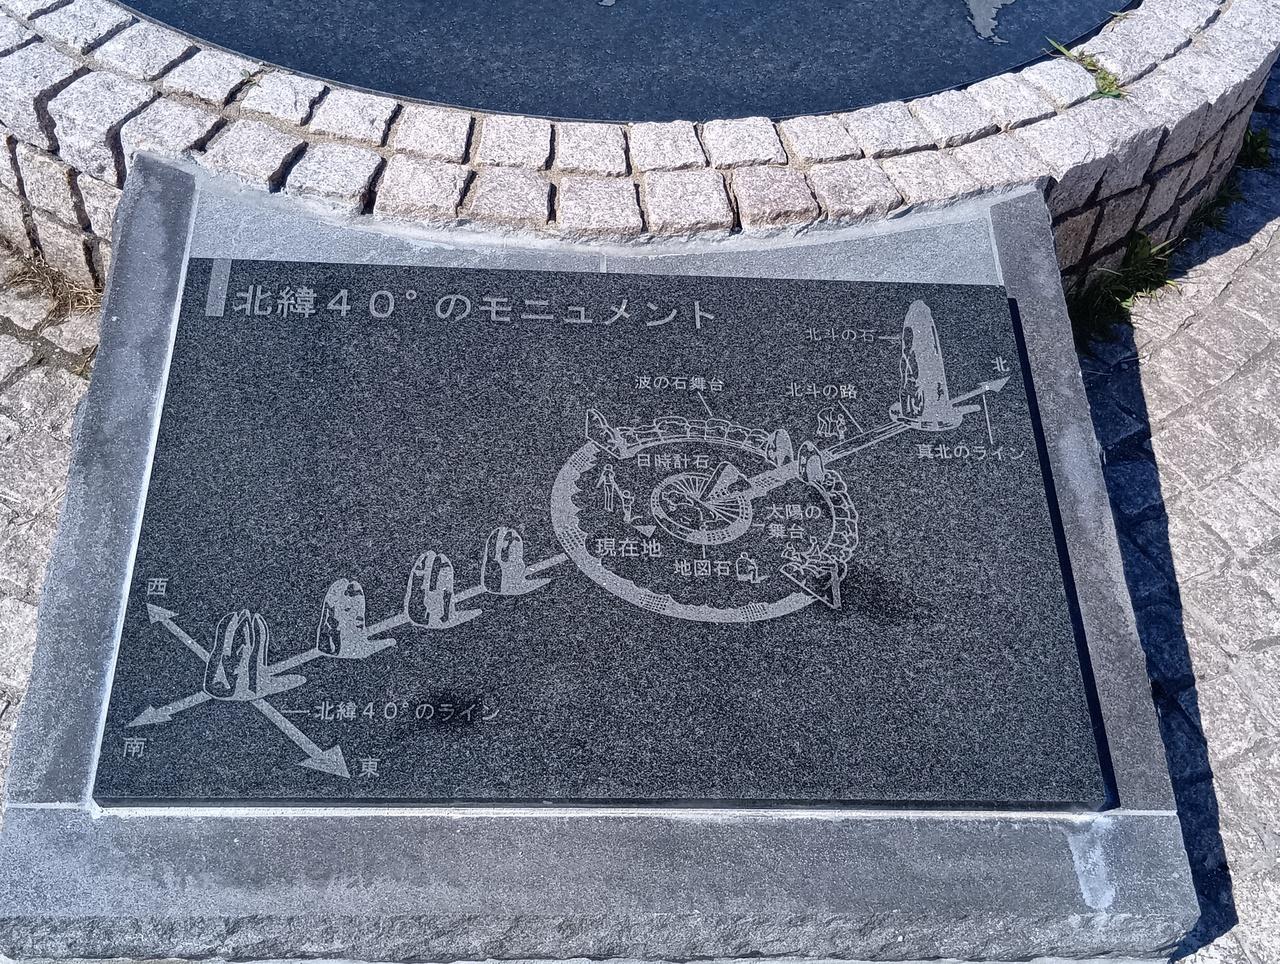 北緯40°のモニュメント
北斗の石
北
波の石舞台
北斗の路
真北のライン
日時計石
太陽の
舞台
現在地
地図石
西
北緯40°のライン
南
東